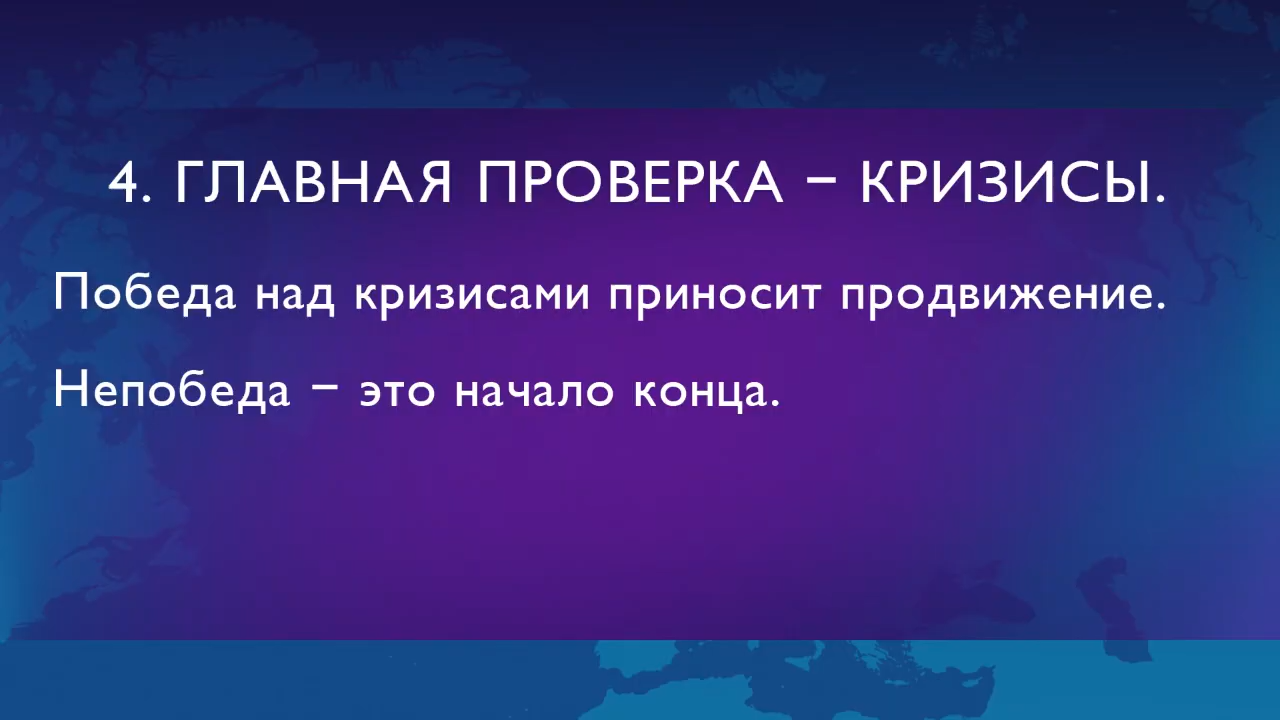 4. ГЛАВНАЯ ПРОВЕРКА – КРИЗИСЫ.
Победа над кризисами приносит продвижение.
Непобеда – это начало конца.